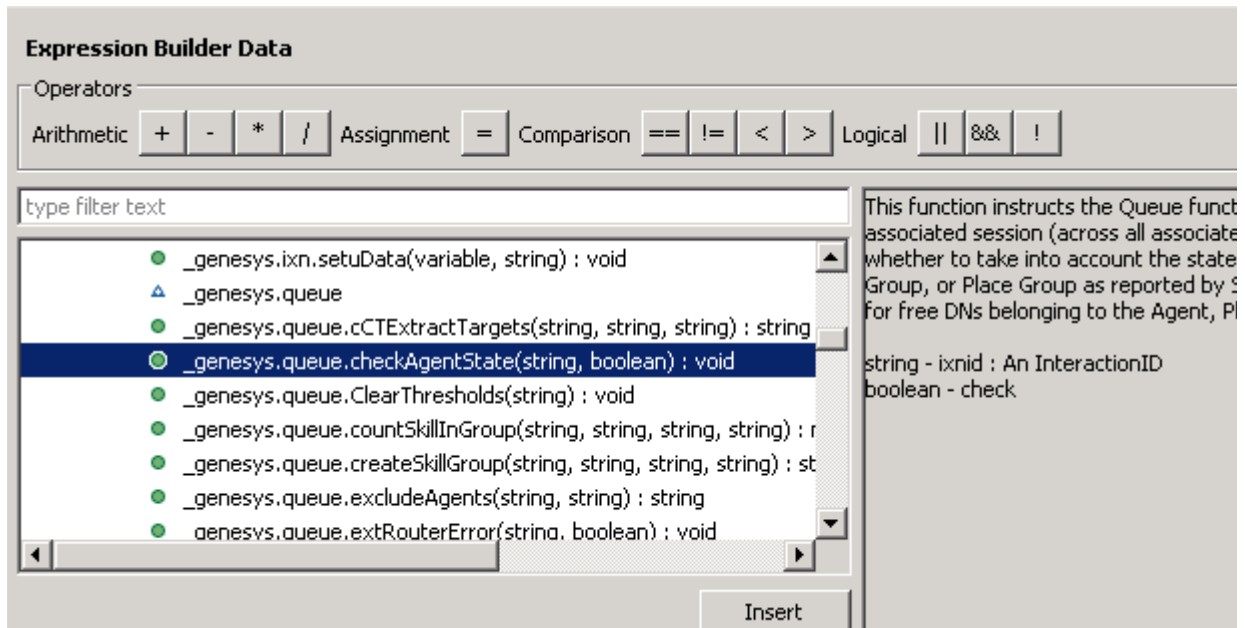 Expression Builder Data
Operators
Arithmetic + - * / Assignment = Comparison == != < > Logical || && !
type filter text
_genesys.ixn.setuData(variable, string) : void
_genesys.queue
_genesys.queue.cCTExtractTargets(string, string, string) : string
_genesys.queue.checkAgentState(string, boolean) : void
_genesys.queue.ClearThresholds(string) : void
_genesys.queue.countSkillInGroup(string, string, string, string) :
_genesys.queue.createSkillGroup(string, string, string, string) : st
_genesys.queue.excludeAgents(string, string) : string
_genesys.queue.extRouterError(string, boolean) : void
Insert
This function instructs the Queue funct
associated session (across all associate
whether to take into account the state
Group, or Place Group as reported by S
for free DNs belonging to the Agent, Pl
string - ixnid : An InteractionID
boolean - check